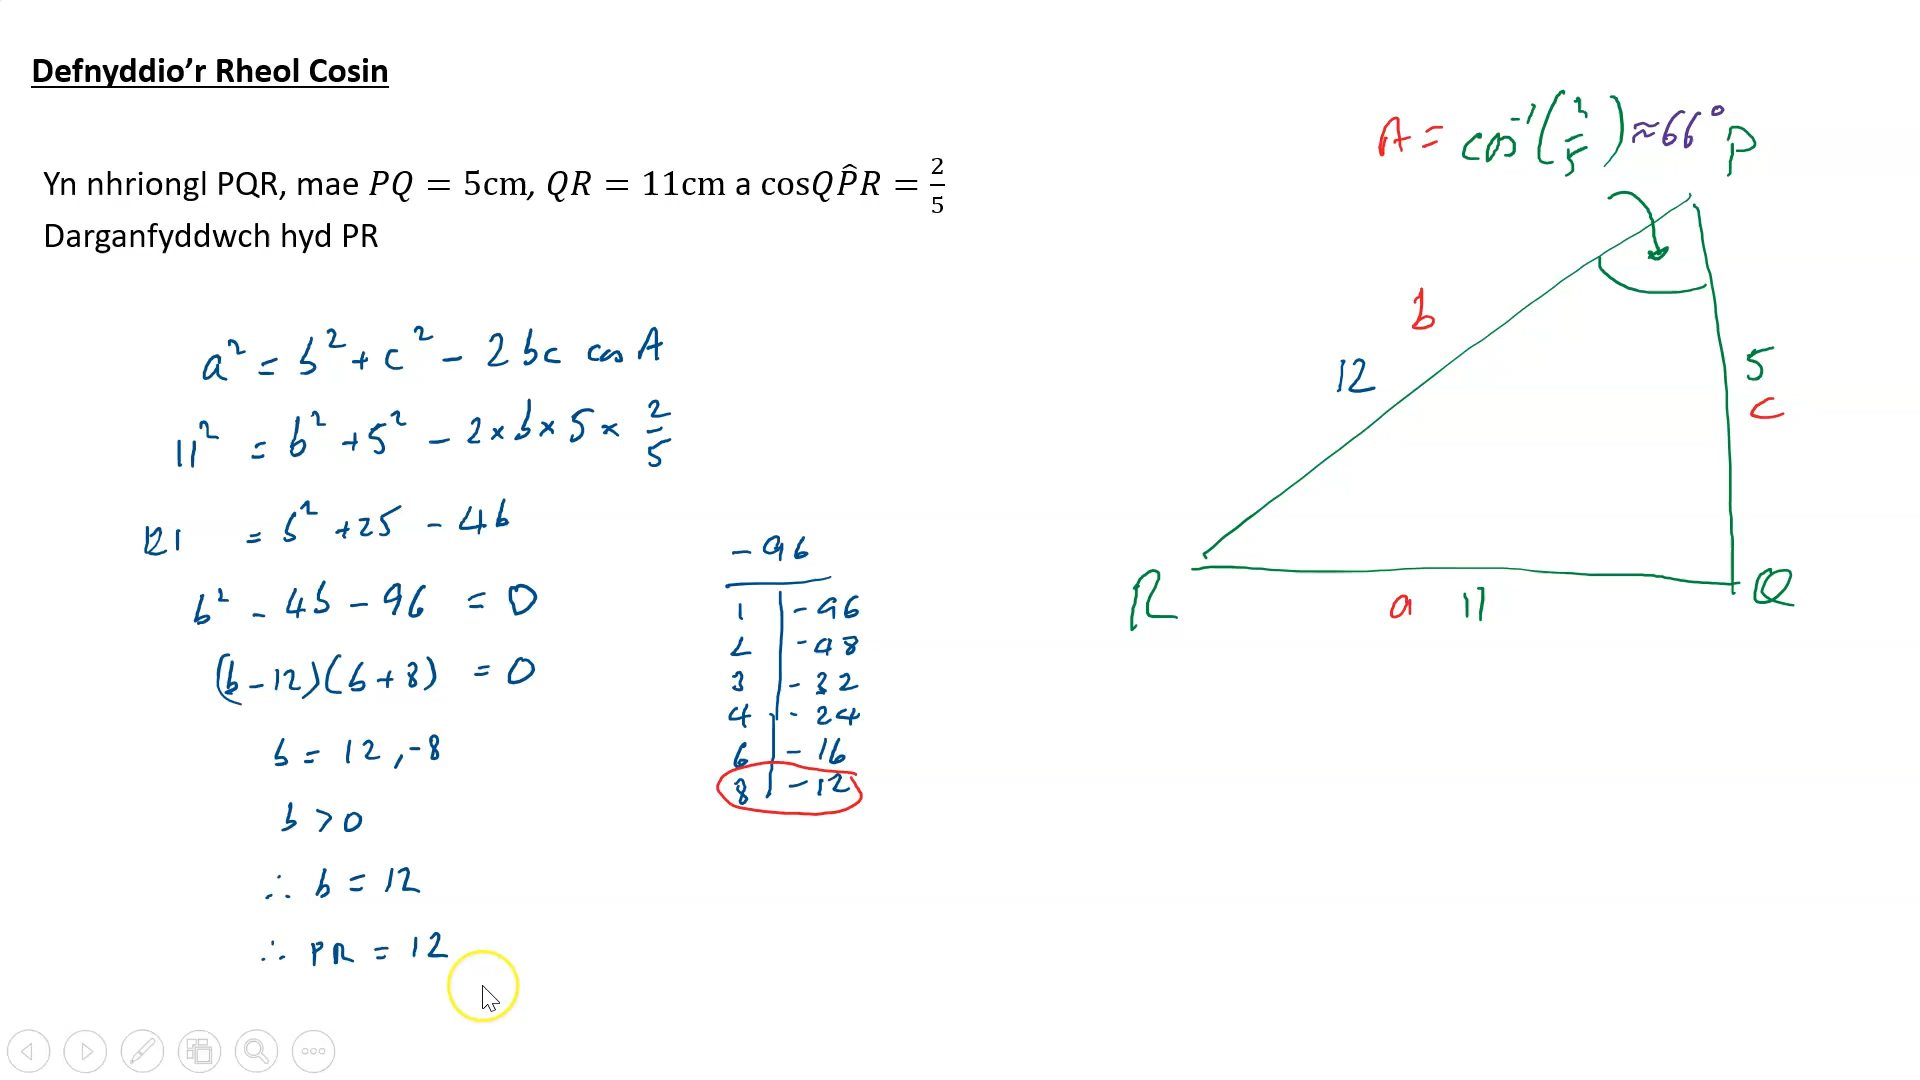 Defnyddio’r Rheol Cosin
Yn nhriongl PQR, mae PQ = 5cm, QR = 11cm a cosQP̂R = 2/5
Darganfyddwch hyd PR
a² = b² + c² - 2bc cos A
11² = b² + 5² - 2 × b × 5 × 2/5
121 = b² + 25 - 4b
b² - 4b - 96 = 0
(b - 12)(b + 8) = 0
b = 12, -8
b > 0
∴ b = 12
∴ PR = 12
-96
1 | -96
2 | -48
3 | -32
4 | -24
6 | -16
8 | -12
A = cos⁻¹(2/5) ≈ 66°
P
b
12
5
c
R
a 11
Q